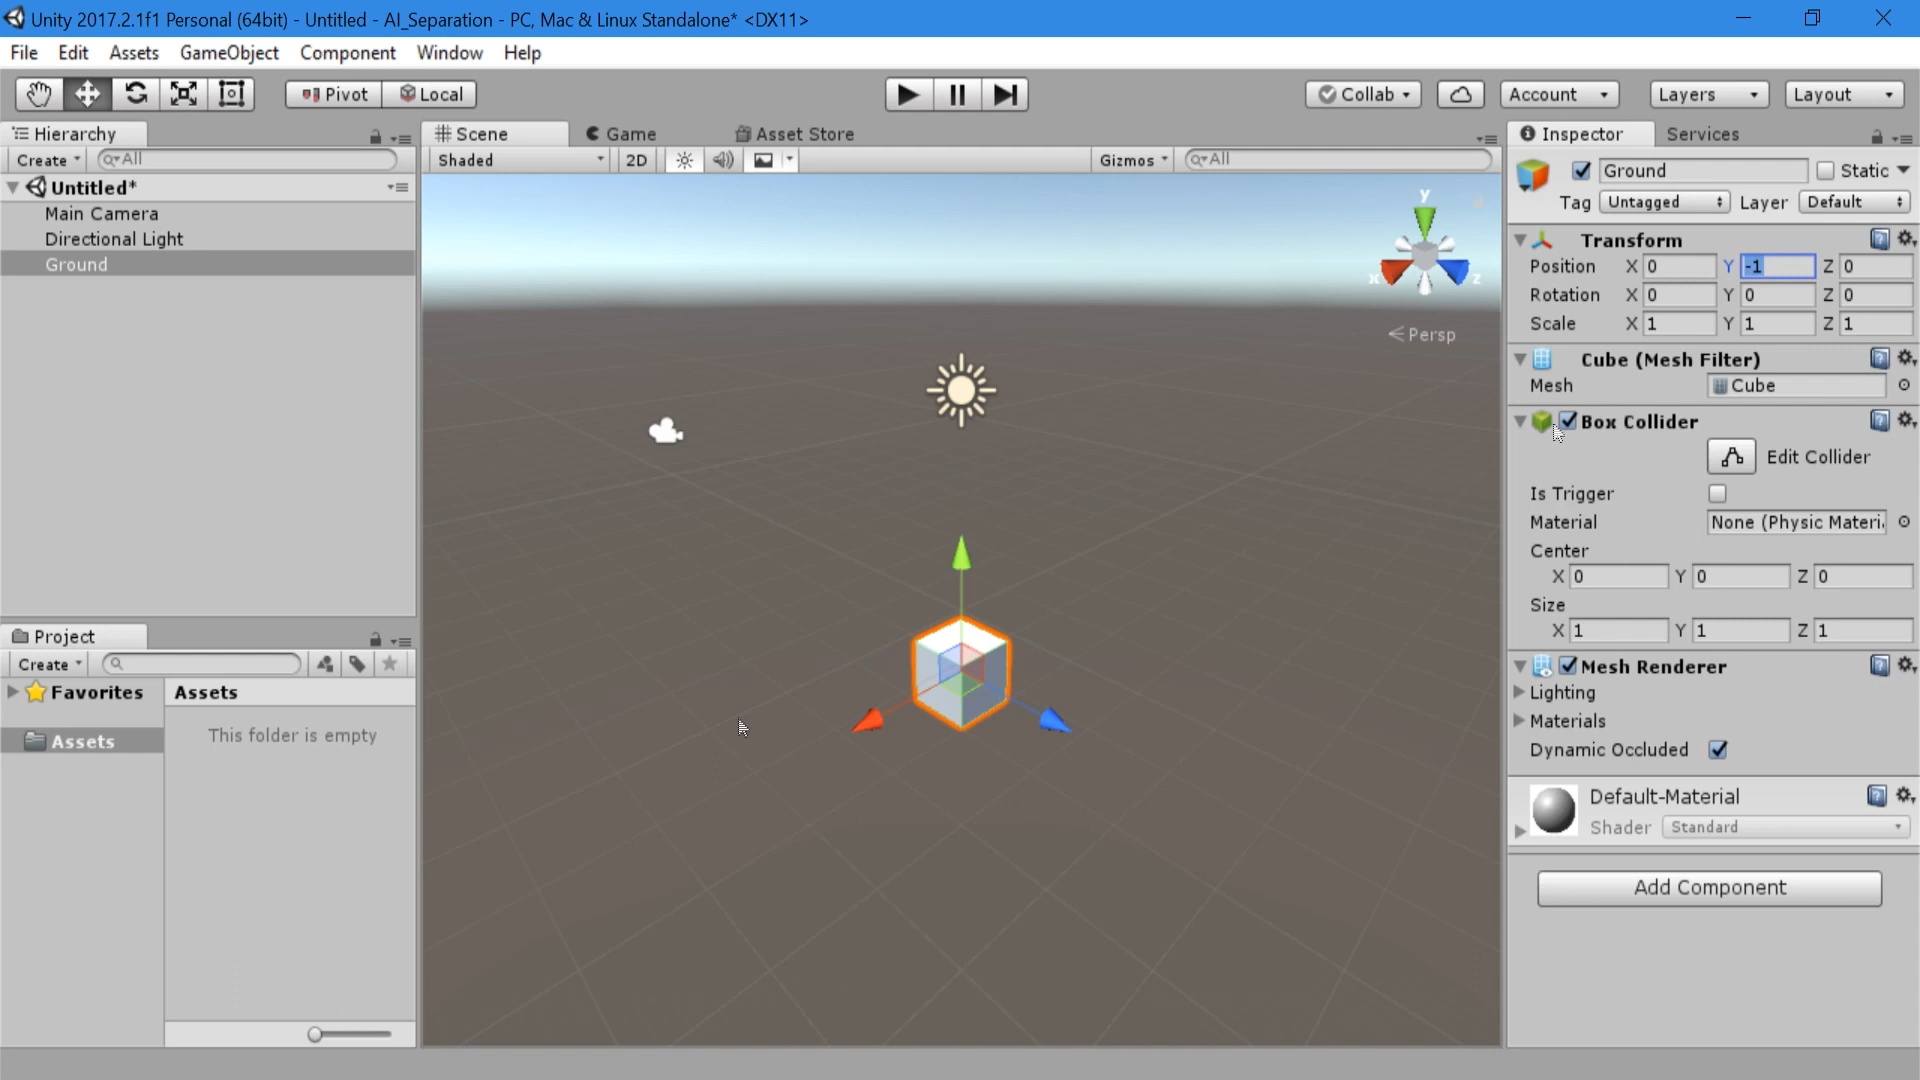 Unity 2017.2.1f1 Personal (64bit) - Untitled - AI_Separation - PC, Mac & Linux Standalone* <DX11>
File Edit Assets GameObject Component Window Help
Pivot Local Collab Account Layers Layout
Hierarchy
Create All
Untitled*
Main Camera
Directional Light
Ground
Project
Create
Favorites
Assets
Assets
This folder is empty
Scene Game Asset Store
Shaded 2D Gizmos All
y
x z
Persp
Inspector Services
Ground Static
Tag Untagged Layer Default
Transform
Position X 0 Y -1 Z 0
Rotation X 0 Y 0 Z 0
Scale X 1 Y 1 Z 1
Cube (Mesh Filter)
Mesh Cube
Box Collider
Edit Collider
Is Trigger
Material None (Physic Materi
Center
X 0 Y 0 Z 0
Size
X 1 Y 1 Z 1
Mesh Renderer
Lighting
Materials
Dynamic Occluded
Default-Material
Shader Standard
Add Component